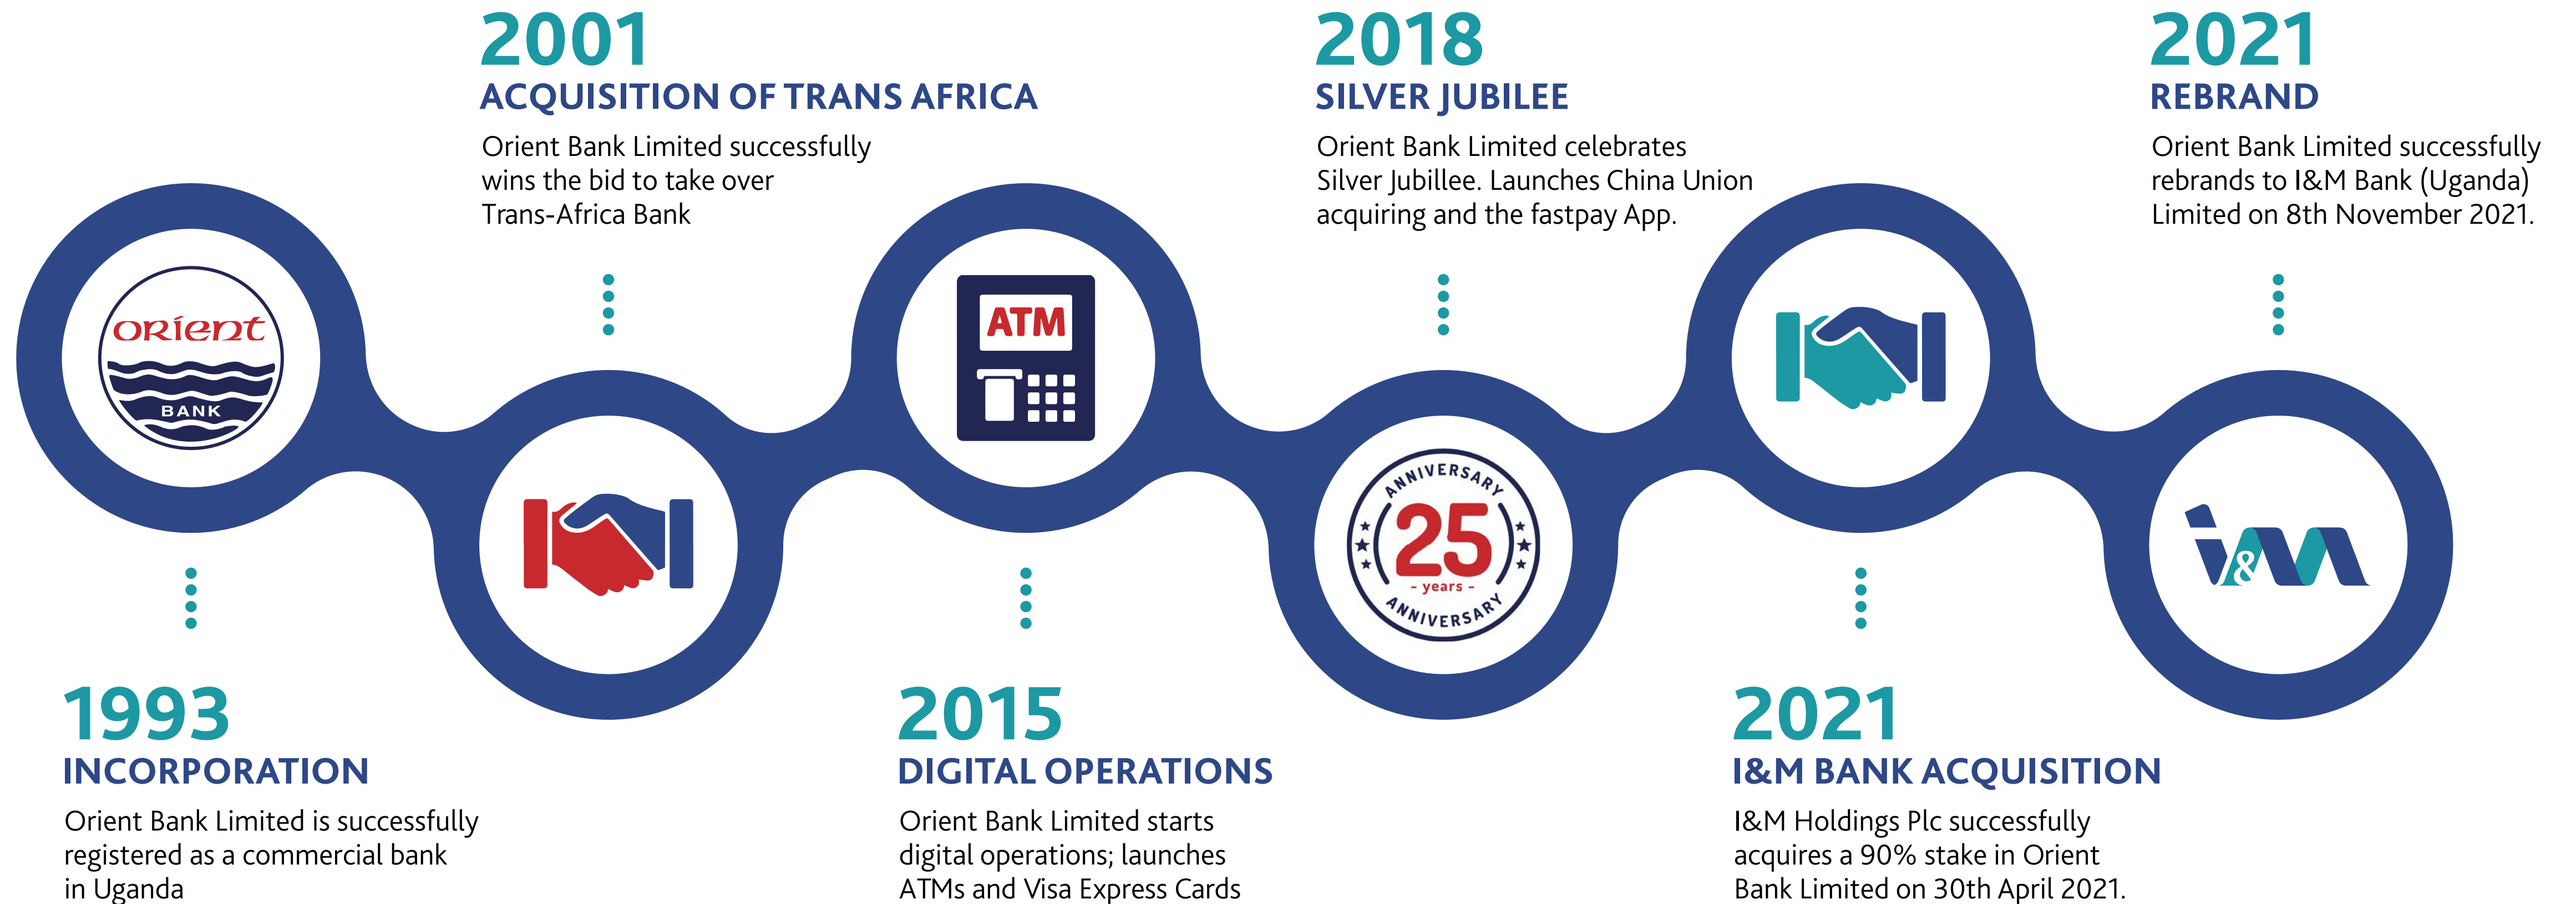 2001
ACQUISITION OF TRANS AFRICA
Orient Bank Limited successfully
wins the bid to take over
Trans-Africa Bank
2018
SILVER JUBILEE
Orient Bank Limited celebrates
Silver Jubillee. Launches China Union
acquiring and the fastpay App.
2021
REBRAND
Orient Bank Limited successfully
rebrands to I&M Bank (Uganda)
Limited on 8th November 2021.
orient
BANK
ATM
ANNIVERSARY
25
- years -
ANNIVERSARY
i&m
1993
INCORPORATION
Orient Bank Limited is successfully
registered as a commercial bank
in Uganda
2015
DIGITAL OPERATIONS
Orient Bank Limited starts
digital operations; launches
ATMs and Visa Express Cards
2021
I&M BANK ACQUISITION
I&M Holdings Plc successfully
acquires a 90% stake in Orient
Bank Limited on 30th April 2021.